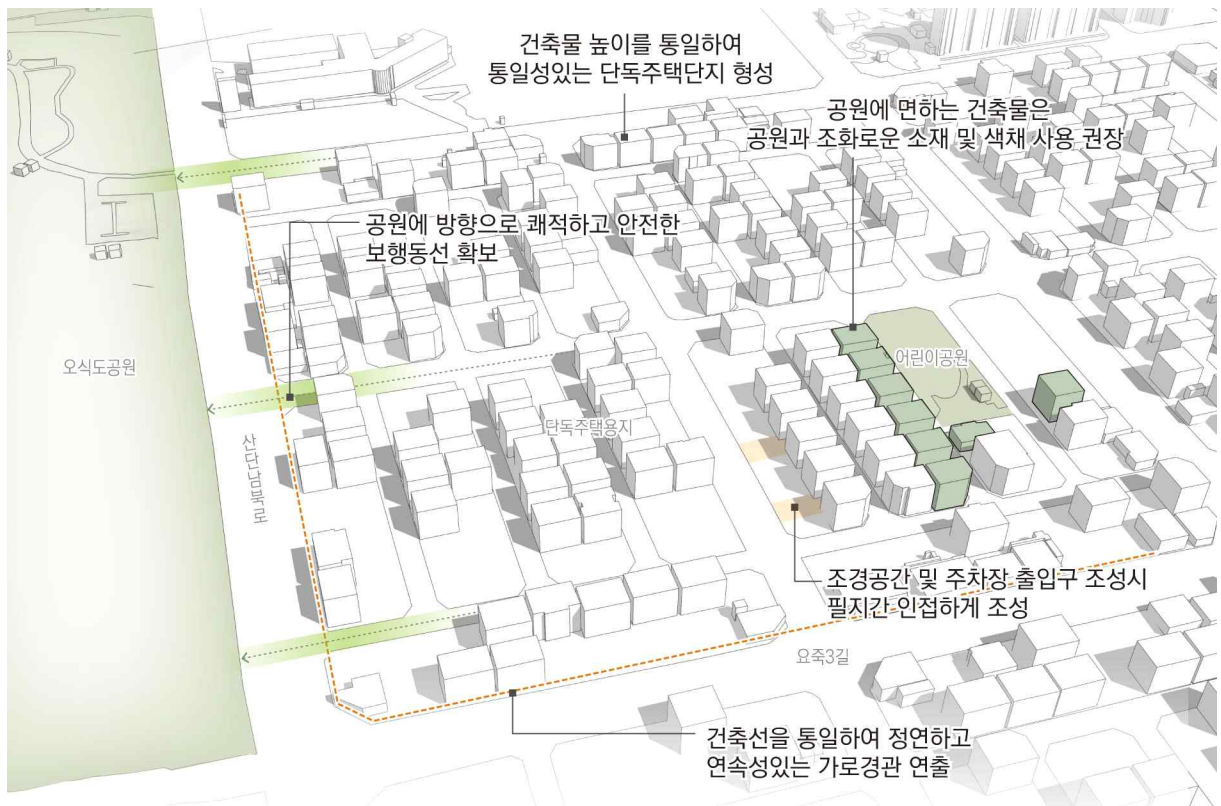 건축물 높이를 통일하여
통일성있는 단독주택단지 형성
공원에 면하는 건축물은
공원과 조화로운 소재 및 색채 사용 권장
공원에 방향으로 쾌적하고 안전한
보행동선 확보
오식도공원
어린이공원
단독주택용지
산단남북로
조경공간 및 주차장 출입구 조성시
필지간 인접하게 조성
요죽3길
건축선을 통일하여 정연하고
연속성있는 가로경관 연출